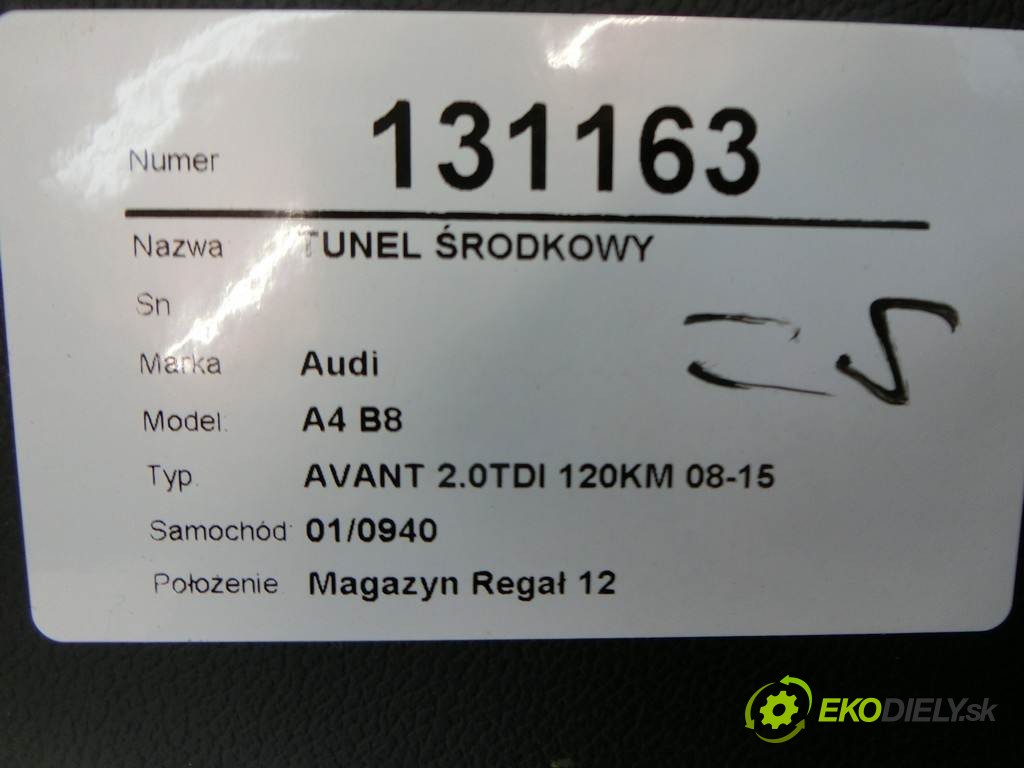 Numer 131163
Nazwa TUNEL ŚRODKOWY
Sn
Marka Audi
Model: A4 B8
Typ. AVANT 2.0TDI 120KM 08-15
Samochód: 01/0940
Położenie Magazyn Regał 12
EKODIELY.sk